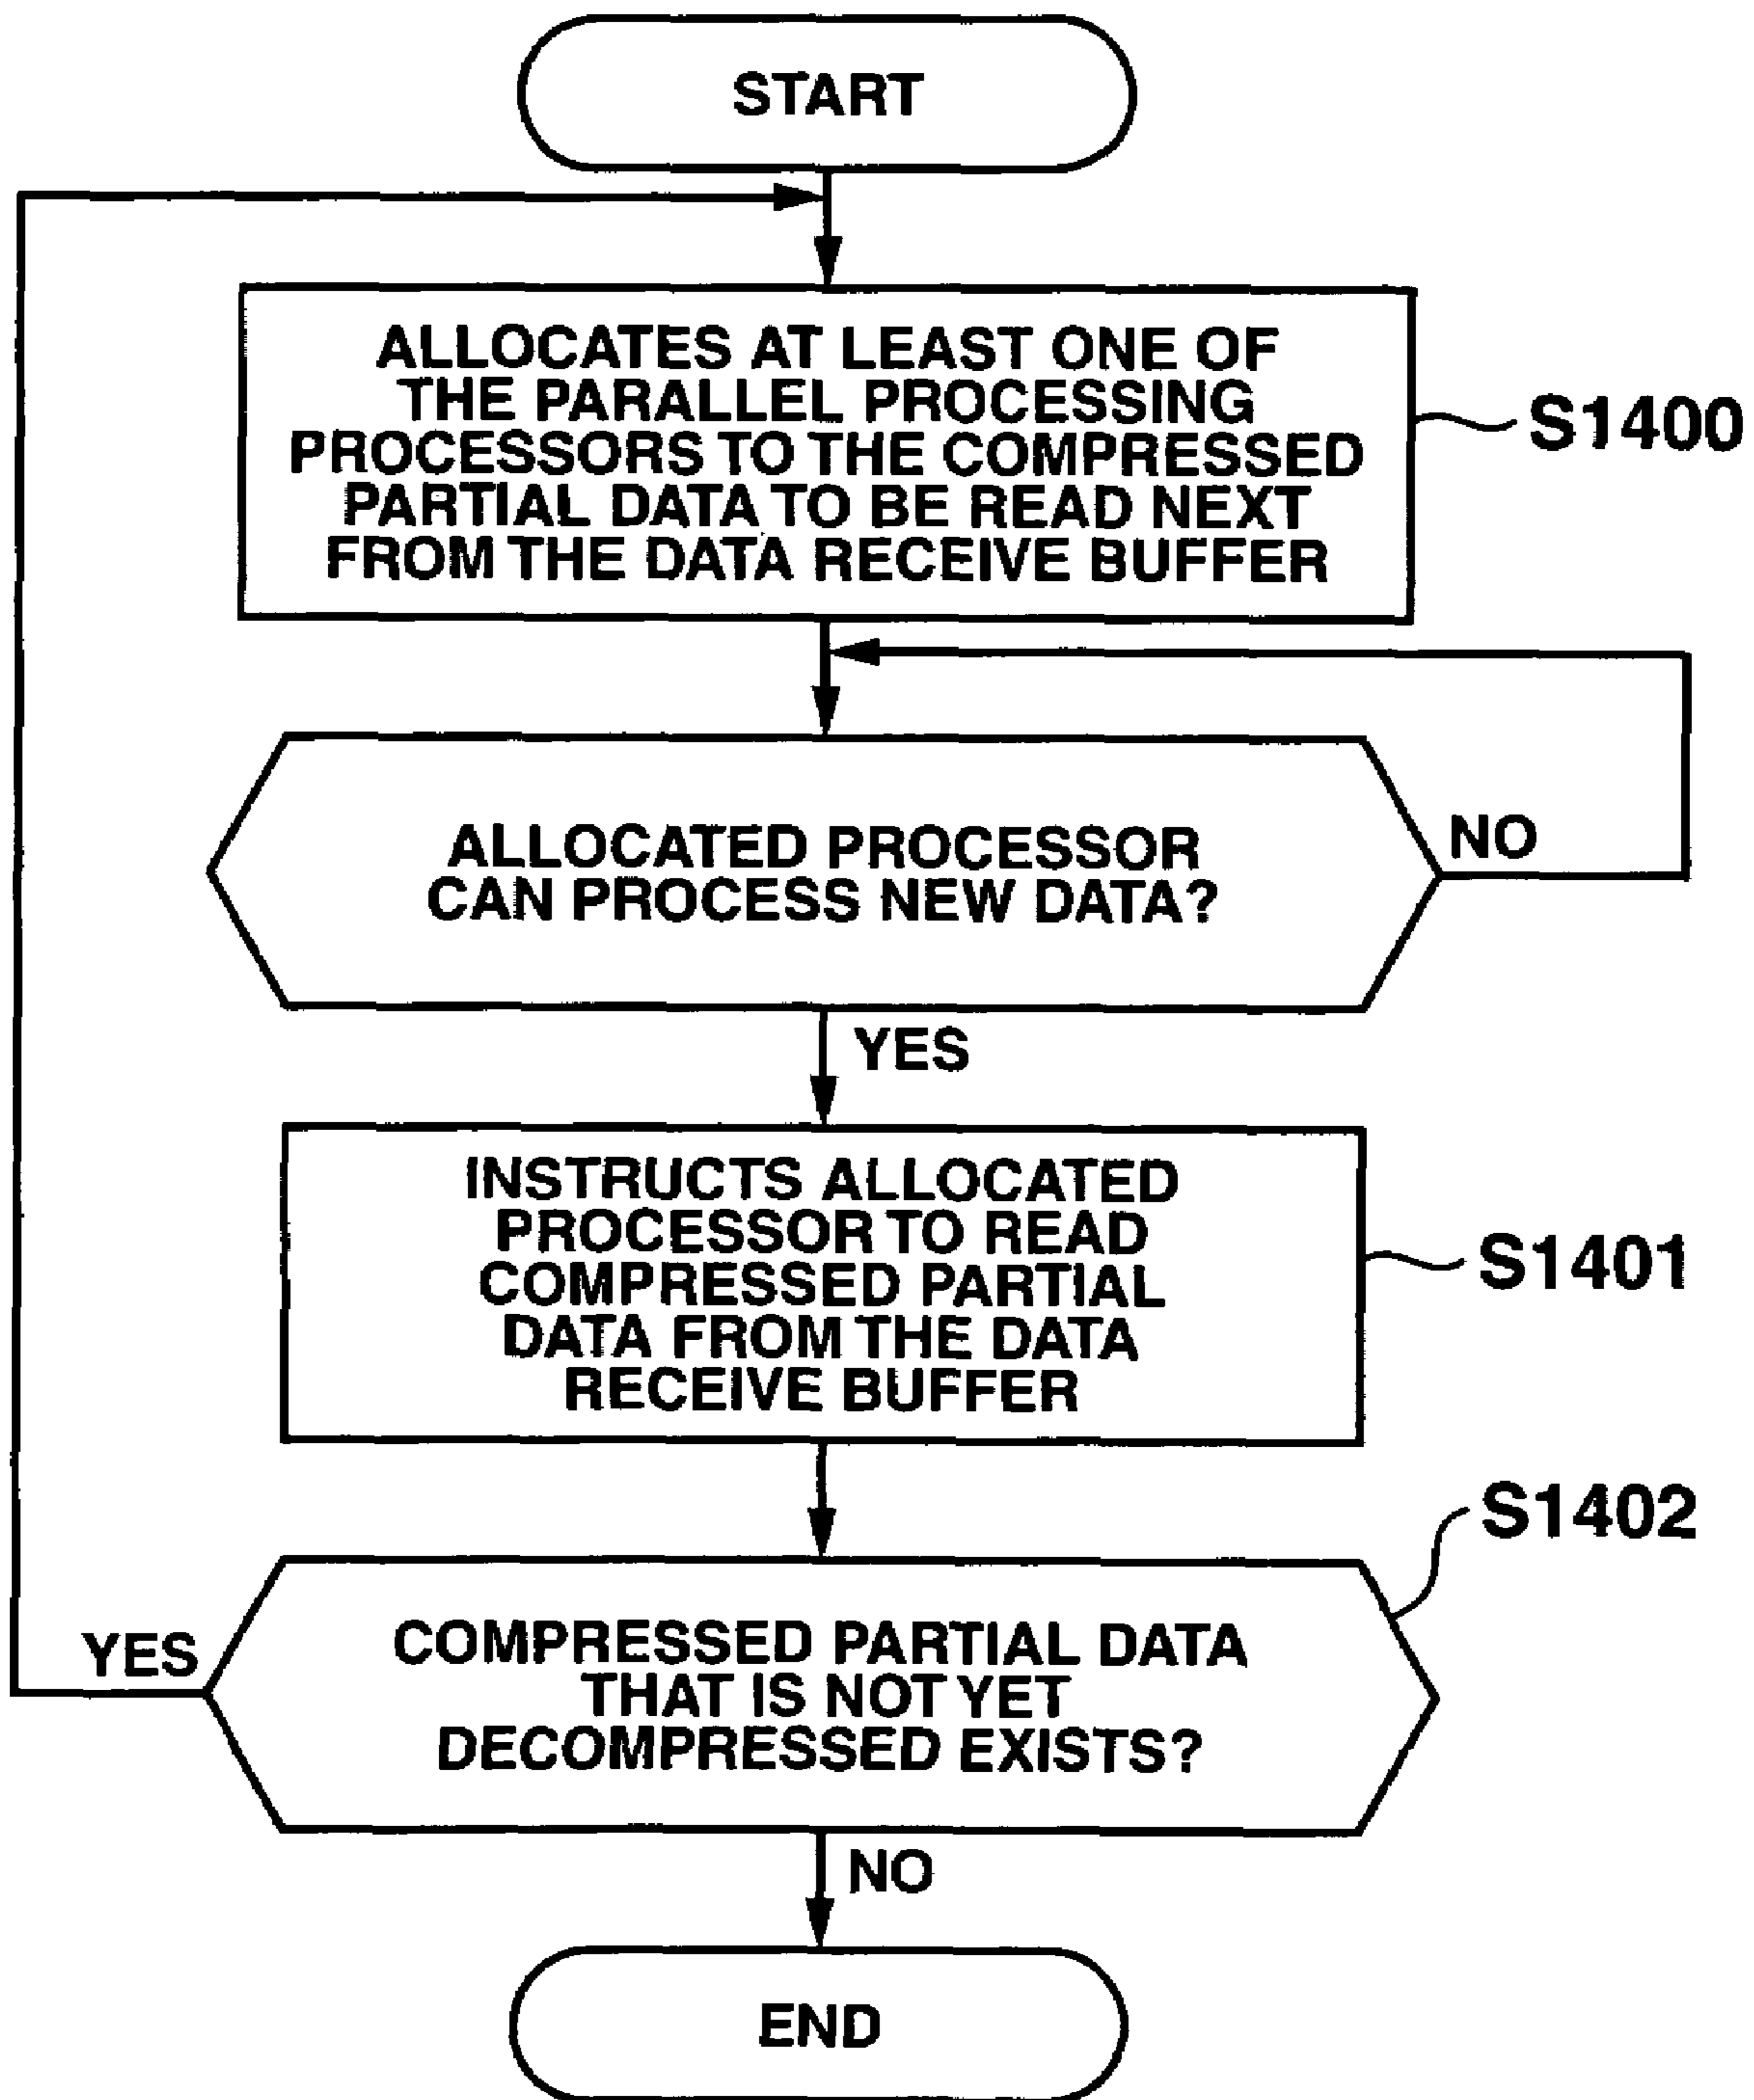 START
ALLOCATES AT LEAST ONE OF
THE PARALLEL PROCESSING
PROCESSORS TO THE COMPRESSED
PARTIAL DATA TO BE READ NEXT
FROM THE DATA RECEIVE BUFFER
S1400
ALLOCATED PROCESSOR
CAN PROCESS NEW DATA?
NO
YES
INSTRUCTS ALLOCATED
PROCESSOR TO READ
COMPRESSED PARTIAL
DATA FROM THE DATA
RECEIVE BUFFER
S1401
S1402
COMPRESSED PARTIAL DATA
THAT IS NOT YET
DECOMPRESSED EXISTS?
YES
NO
END